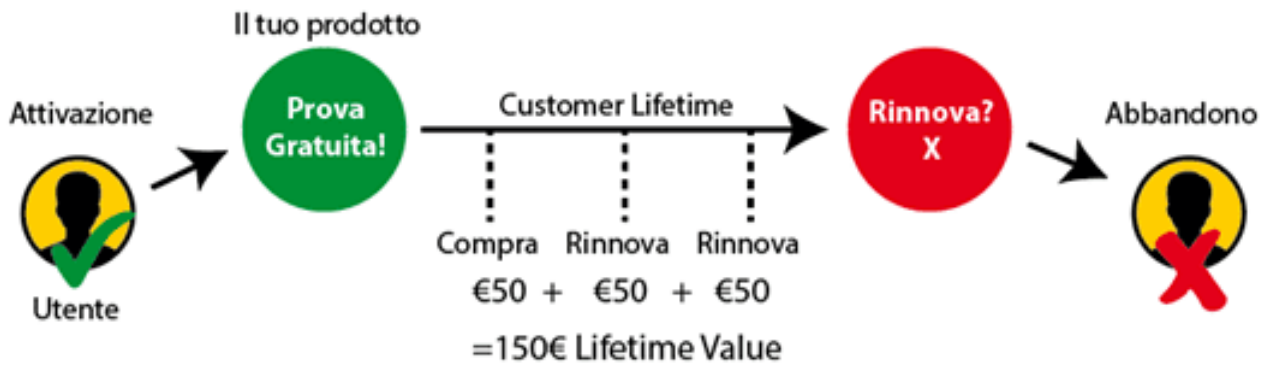 Il tuo prodotto
Attivazione
Utente
Prova
Gratuita!
Customer Lifetime
Compra Rinnova Rinnova
€50 + €50 + €50
=150€ Lifetime Value
Rinnova?
X
Abbandono